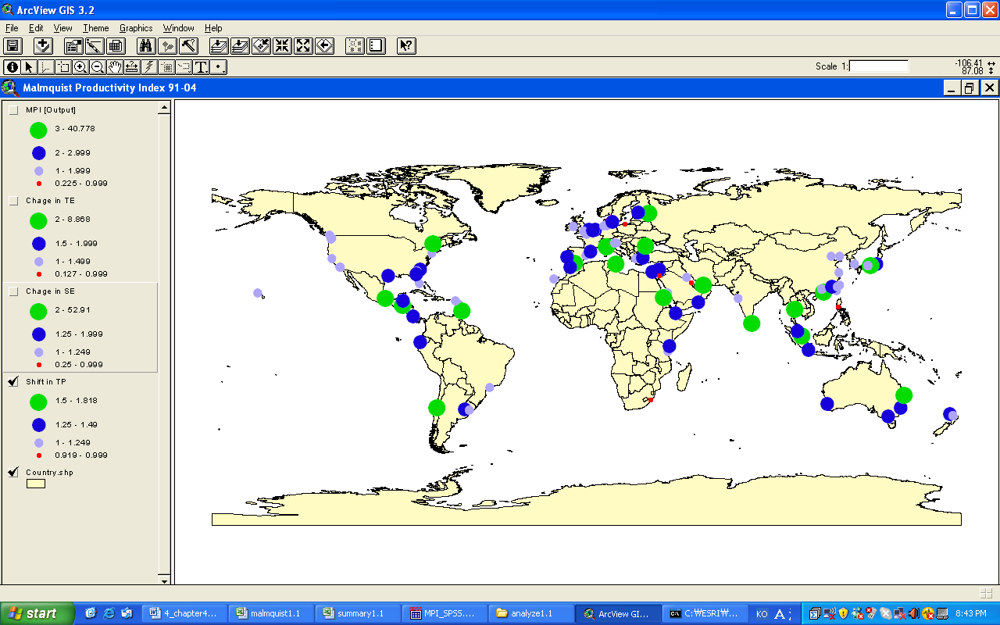 ArcView GIS 3.2
File Edit View Theme Graphics Window Help
Scale 1: -106.41
87.08
Malmquist Productivity Index 91-04
MPI [Output]
3 - 40.778
2 - 2.999
1 - 1.999
0.225 - 0.999
Chage in TE
2 - 8.868
1.5 - 1.999
1 - 1.499
0.127 - 0.999
Chage in SE
2 - 52.91
1.25 - 1.999
1 - 1.249
0.25 - 0.999
Shift in TP
1.5 - 1.818
1.25 - 1.49
1 - 1.249
0.919 - 0.999
Country.shp
start 4_chapter4... malmquist1.1 summary1.1 MPI_SPSS.... analyze1.1 ArcView GI... C:₩ESRI₩... KO A 8:43 PM